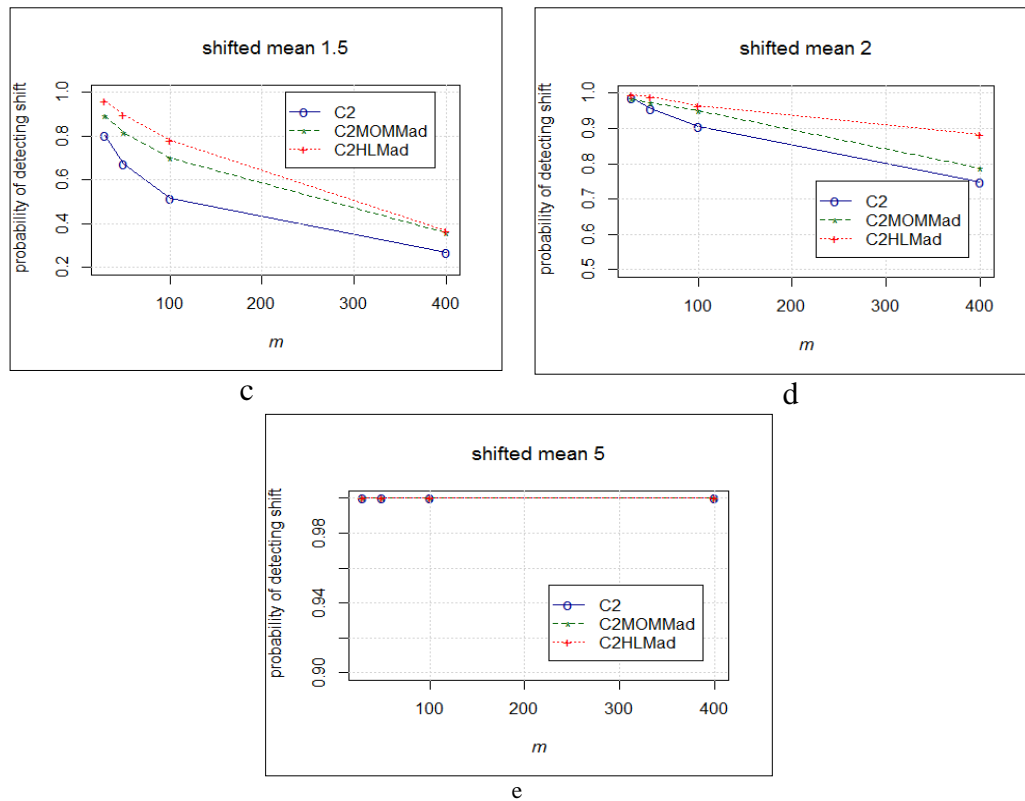 shifted mean 1.5
probability of detecting shift
1.0
0.8
0.6
0.4
0.2
C2
C2MOMMad
C2HLMad
100
200
300
400
m
c
shifted mean 2
probability of detecting shift
1.0
0.9
0.8
0.7
0.6
0.5
C2
C2MOMMad
C2HLMad
100
200
300
400
m
d
shifted mean 5
probability of detecting shift
0.98
0.94
0.90
C2
C2MOMMad
C2HLMad
100
200
300
400
m
e